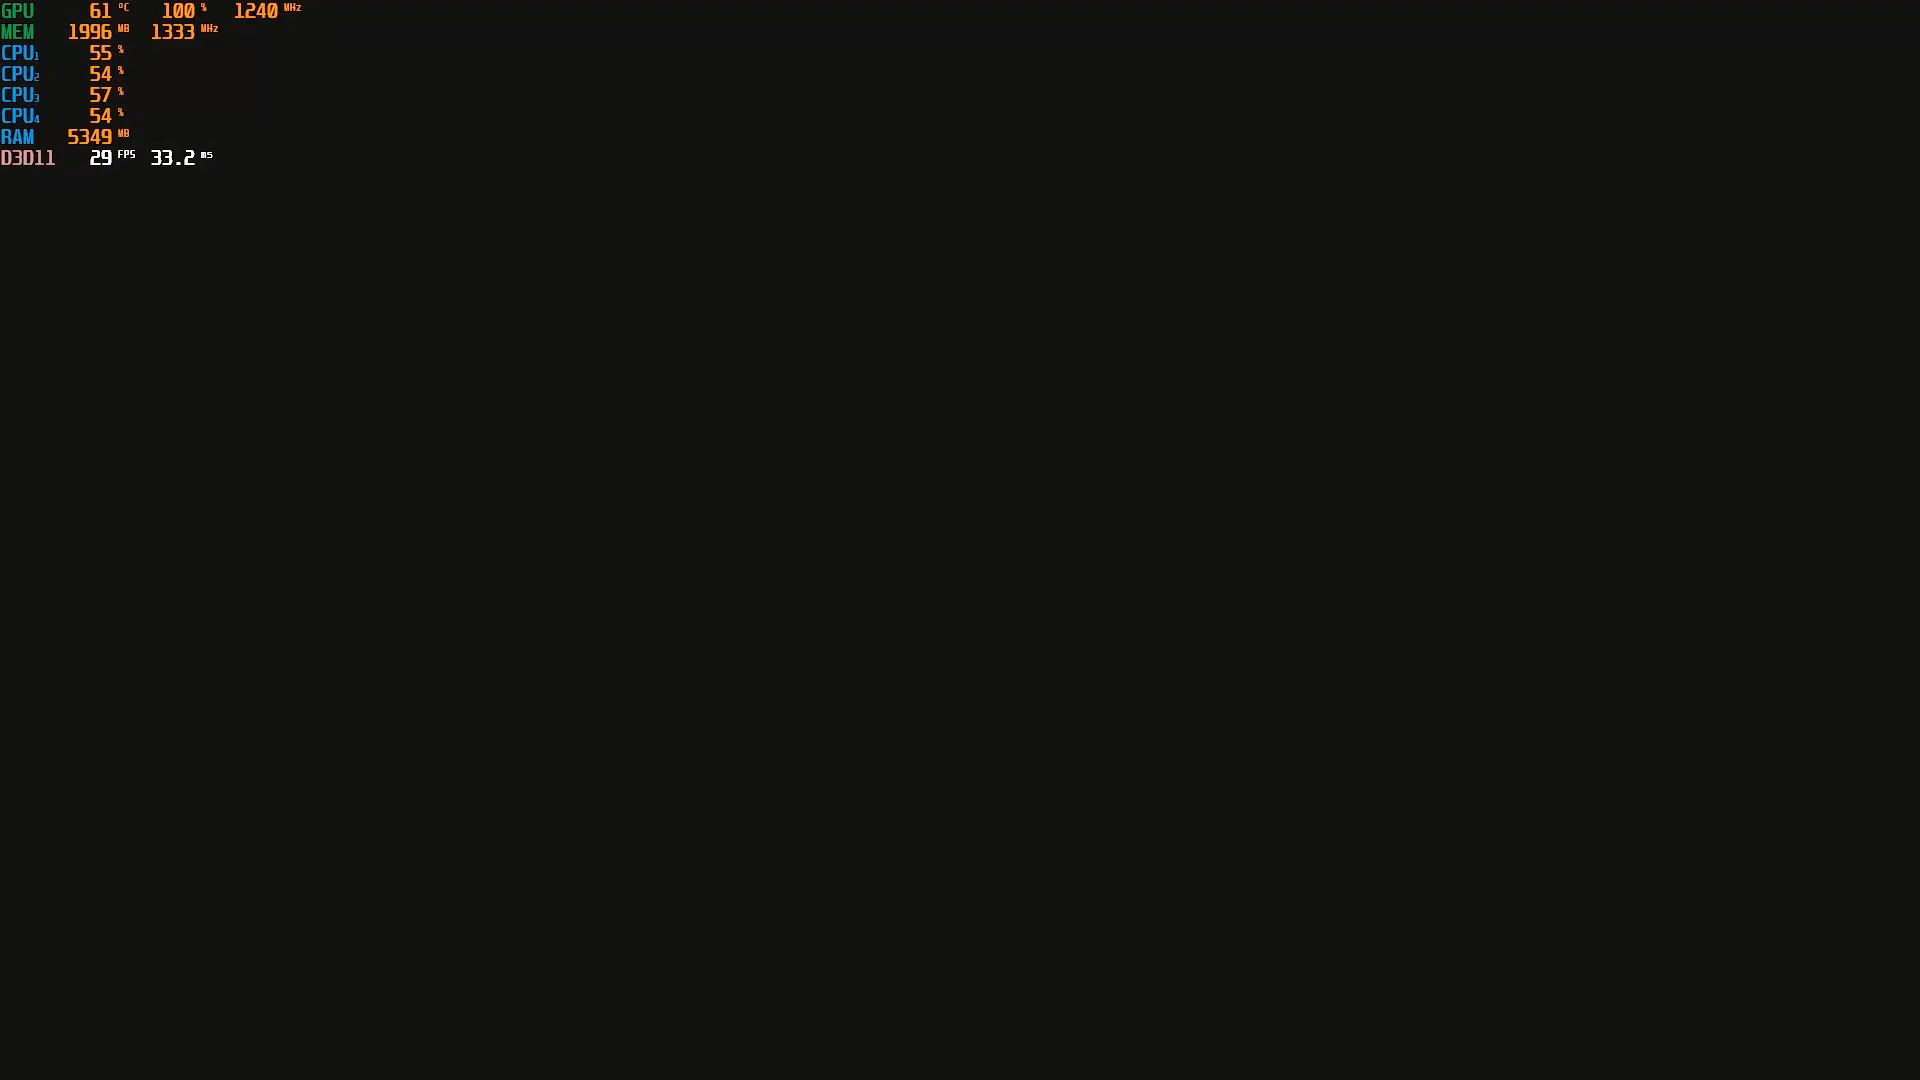 GPU 61 °C 100 % 1240 MHz
MEM 1996 MB 1333 MHz
CPU1 55 %
CPU2 54 %
CPU3 57 %
CPU4 54 %
RAM 5349 MB
D3D11 29 FPS 33.2 ms